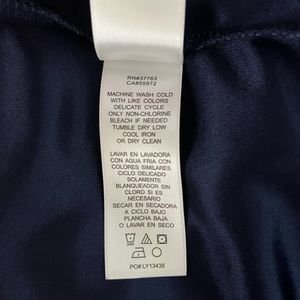 RN#37763
CA#55972
MACHINE WASH COLD
WITH LIKE COLORS
DELICATE CYCLE
ONLY NON-CHLORINE
BLEACH IF NEEDED
TUMBLE DRY LOW
COOL IRON
OR DRY CLEAN
LAVAR EN LAVADORA
CON AGUA FRIA CON
COLORES SIMILARES
CICLO DELICADO
SOLAMENTE
BLANQUEADOR SIN
CLORO SI ES
NECESARIO
SECAR EN SECADORA
A CICLO BAJO
PLANCHA BAJA
O LAVAR EN SECO
PO# LY13438